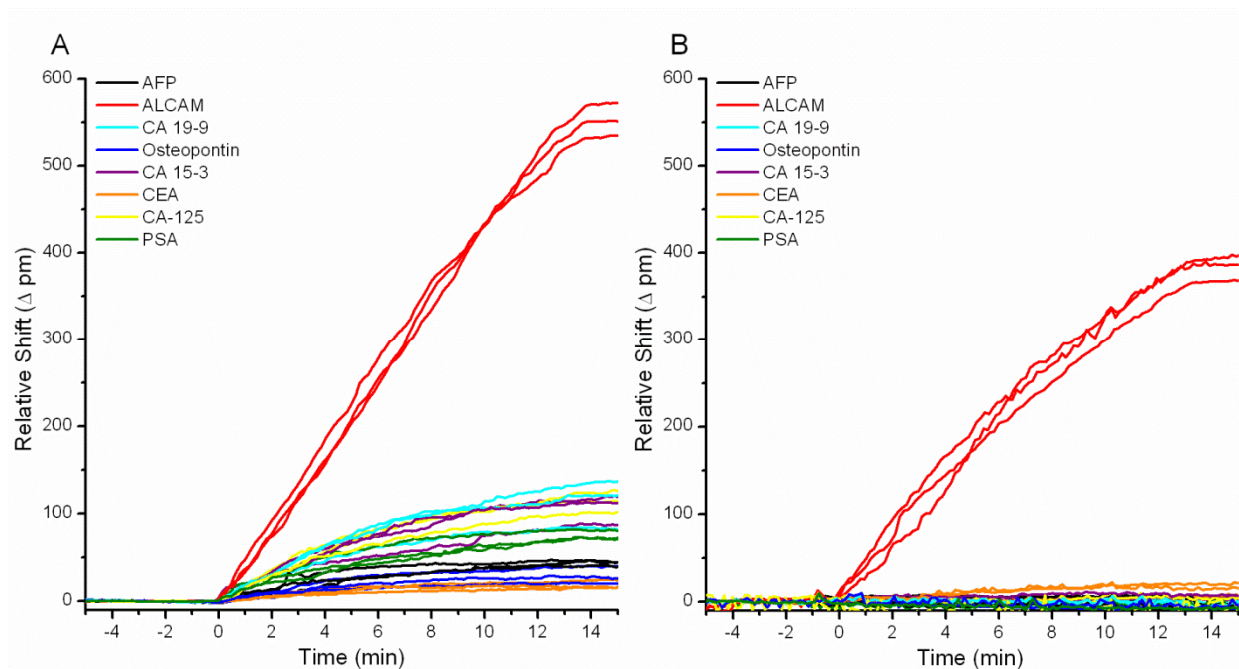 A
AFP
ALCAM
CA 19-9
Osteopontin
CA 15-3
CEA
CA-125
PSA
600
500
400
300
200
100
0
Relative Shift (Δ pm)
-4 -2 0 2 4 6 8 10 12 14
Time (min)
B
AFP
ALCAM
CA 19-9
Osteopontin
CA 15-3
CEA
CA-125
PSA
600
500
400
300
200
100
0
Relative Shift (Δ pm)
-4 -2 0 2 4 6 8 10 12 14
Time (min)